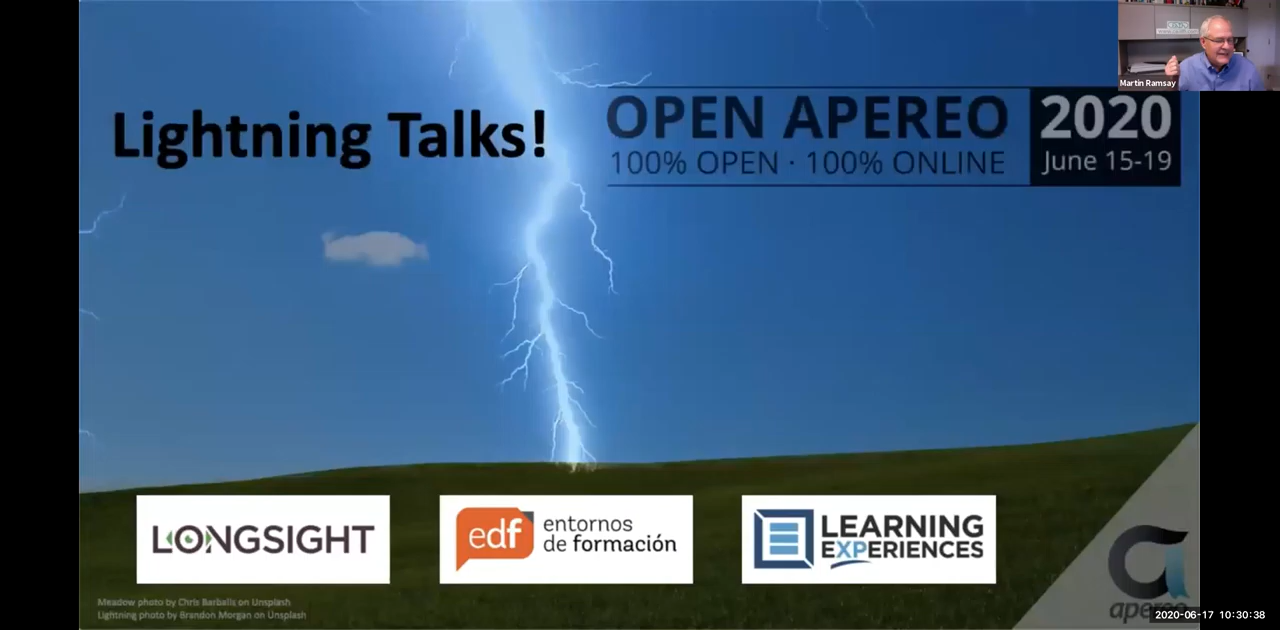 Martin Ramsay
Lightning Talks!
OPEN APEREO
100% OPEN · 100% ONLINE
2020
June 15-19
LONGSIGHT
edf
entornos
de formación
LEARNING
EXPERIENCES
Meadow photo by Chris Barbalis on Unsplash
Lightning photo by Brandon Morgan on Unsplash
2020-06-17 10:30:38